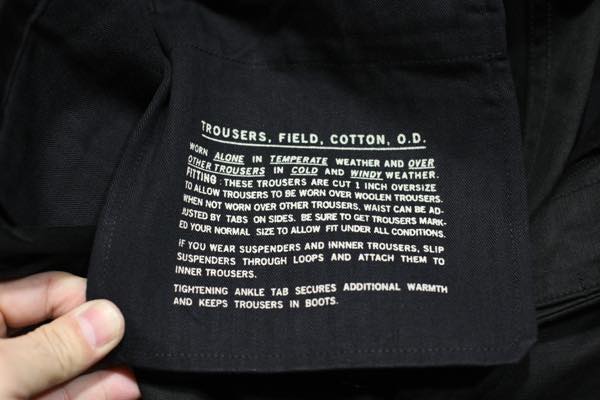 TROUSERS, FIELD, COTTON, O.D.
WORN ALONE IN TEMPERATE WEATHER AND OVER
OTHER TROUSERS IN COLD AND WINDY WEATHER.
FITTING : THESE TROUSERS ARE CUT 1 INCH OVERSIZE
TO ALLOW TROUSERS TO BE WORN OVER WOOLEN TROUSERS.
WHEN NOT WORN OVER OTHER TROUSERS, WAIST CAN BE AD-
JUSTED BY TABS ON SIDES. BE SURE TO GET TROUSERS MARK-
ED YOUR NORMAL SIZE TO ALLOW FIT UNDER ALL CONDITIONS.
IF YOU WEAR SUSPENDERS AND INNNER TROUSERS, SLIP
SUSPENDERS THROUGH LOOPS AND ATTACH THEM TO
INNER TROUSERS.
TIGHTENING ANKLE TAB SECURES ADDITIONAL WARMTH
AND KEEPS TROUSERS IN BOOTS.